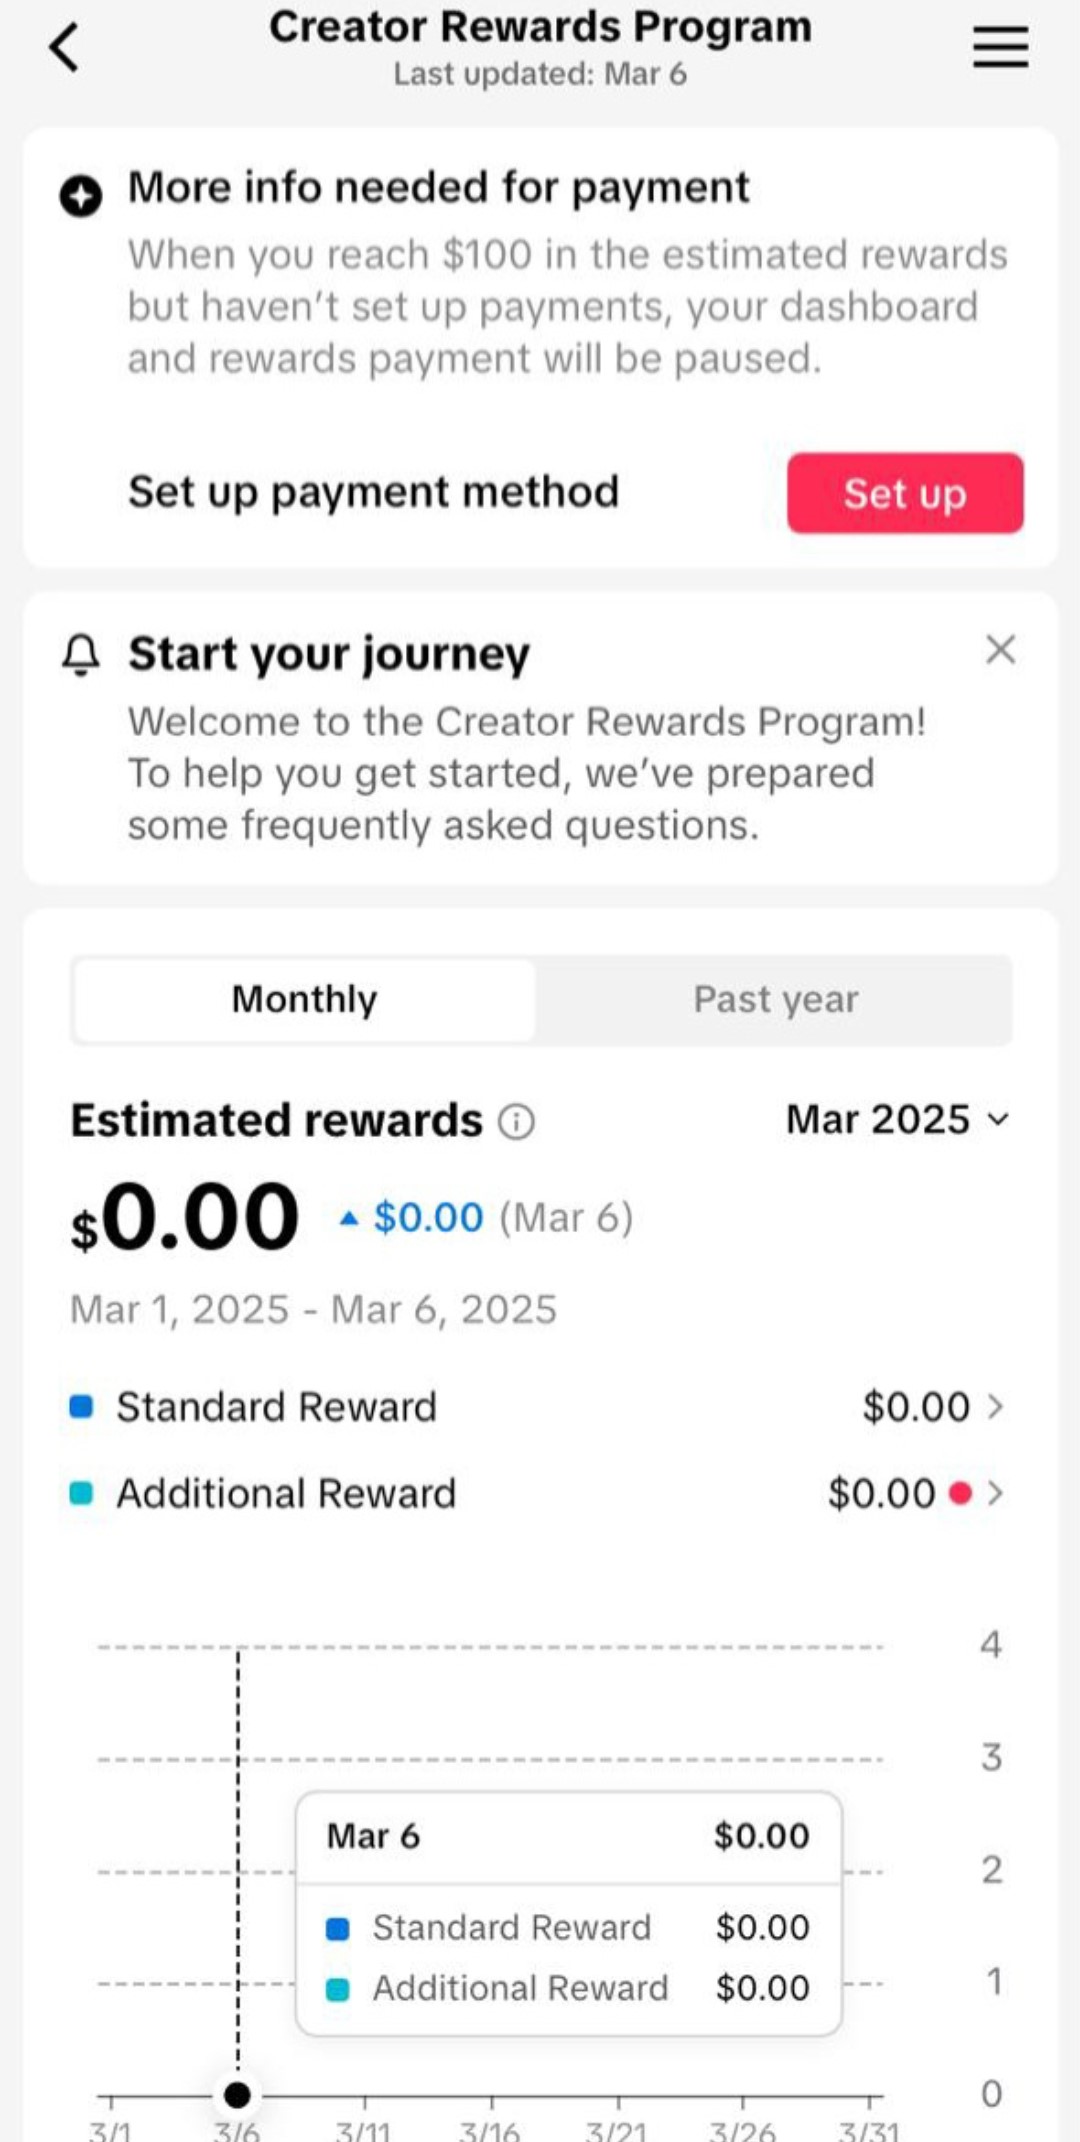 Creator Rewards Program
Last updated: Mar 6
More info needed for payment
When you reach $100 in the estimated rewards
but haven't set up payments, your dashboard
and rewards payment will be paused.
Set up payment method
Set up
Start your journey
Welcome to the Creator Rewards Program!
To help you get started, we've prepared
some frequently asked questions.
Monthly
Past year
Estimated rewards
Mar 2025
$0.00
$0.00 (Mar 6)
Mar 1, 2025 - Mar 6, 2025
Standard Reward $0.00
Additional Reward $0.00
4
3
Mar 6 $0.00
2
Standard Reward $0.00
Additional Reward $0.00
1
0
3/1 3/6 3/11 3/16 3/21 3/26 3/31